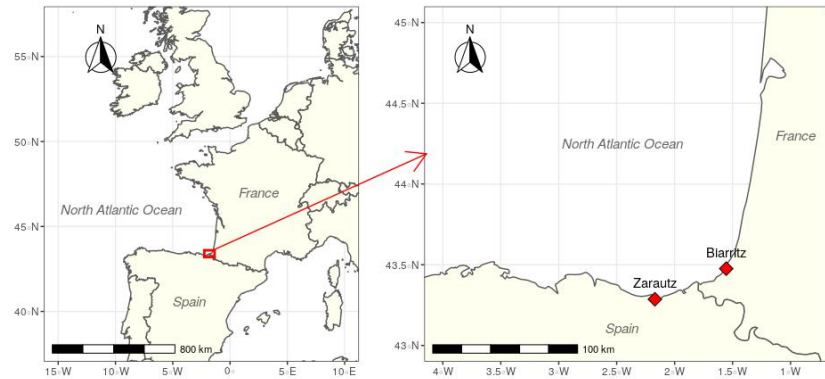 N
55°N
50°N
45°N
40°N
North Atlantic Ocean
France
Spain
800 km
15°W
10°W
5°W
0°
5°E
10°E
N
45°N
44.5°N
44°N
43.5°N
43°N
North Atlantic Ocean
France
Biarritz
Zarautz
Spain
100 km
4°W
3.5°W
3°W
2.5°W
2°W
1.5°W
1°W